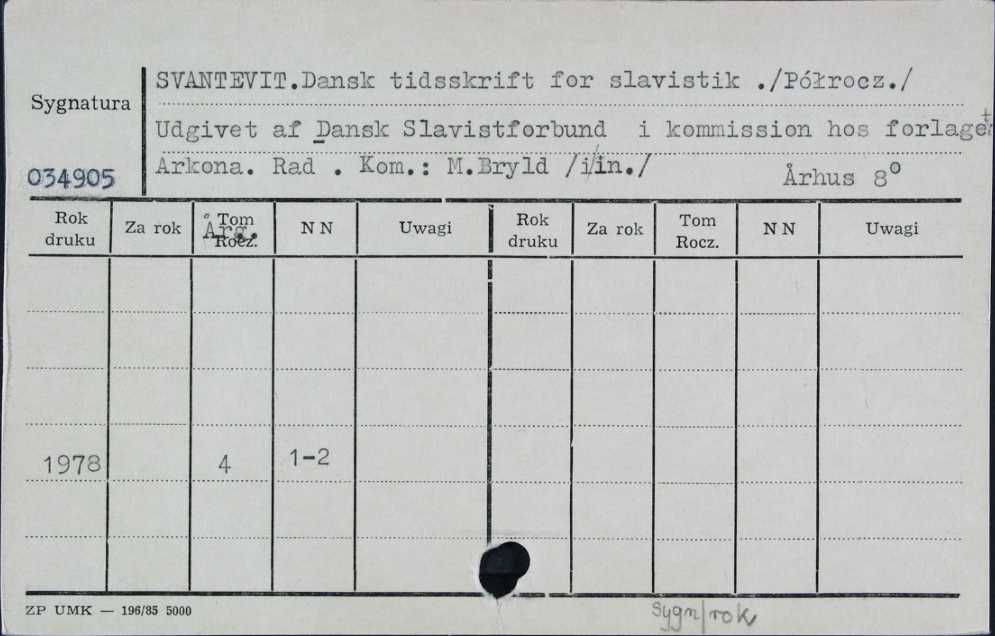 SVANTEVIT.Dansk tidsskrift for slavistik ./Półrocz./
Sygnatura
Udgivet af Dansk Slavistforbund i kommission hos forlaget
034905
Arkona. Rad . Kom.: M.Bryld /i/in./ Århus 8°
Rok druku Za rok Tom Rocz. Årg. N N Uwagi Rok druku Za rok Tom Rocz. N N Uwagi
1978 4 1-2
ZP UMK — 196/85 5000
Sygn/rok